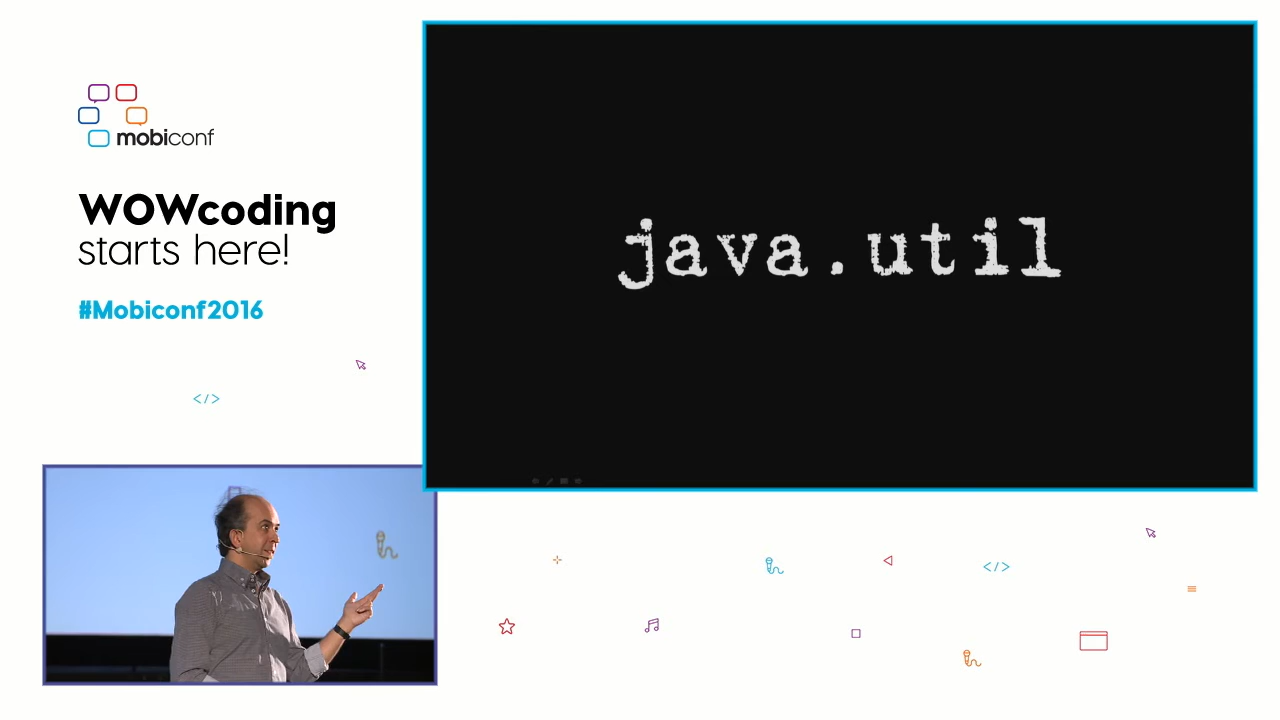 mobiconf
WOWcoding
starts here!
#Mobiconf2016
</>
java.util
</>